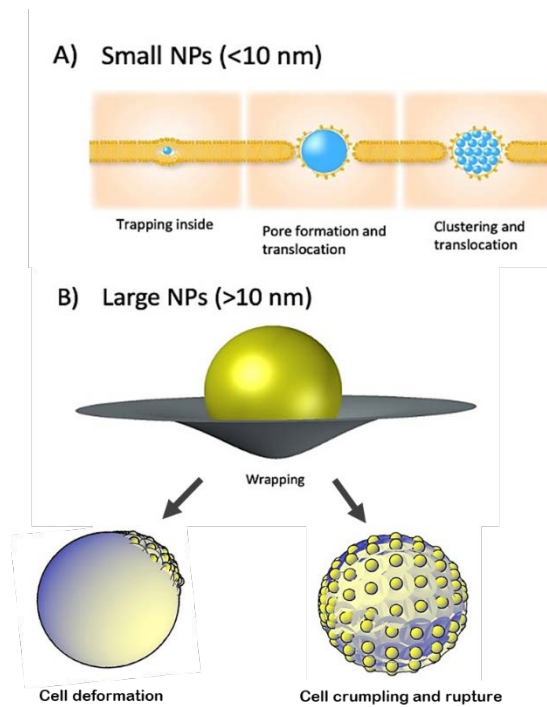 A) Small NPs (<10 nm)
Trapping inside
Pore formation and
translocation
Clustering and
translocation
B) Large NPs (>10 nm)
Wrapping
Cell deformation
Cell crumpling and rupture